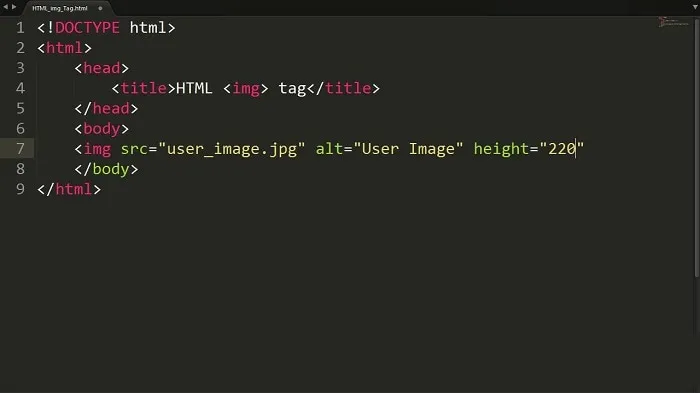 HTML_img_Tag.html
1 <!DOCTYPE html>
2 <html>
3 <head>
4 <title>HTML <img> tag</title>
5 </head>
6 <body>
7 <img src="user_image.jpg" alt="User Image" height="220"
8 </body>
9 </html>